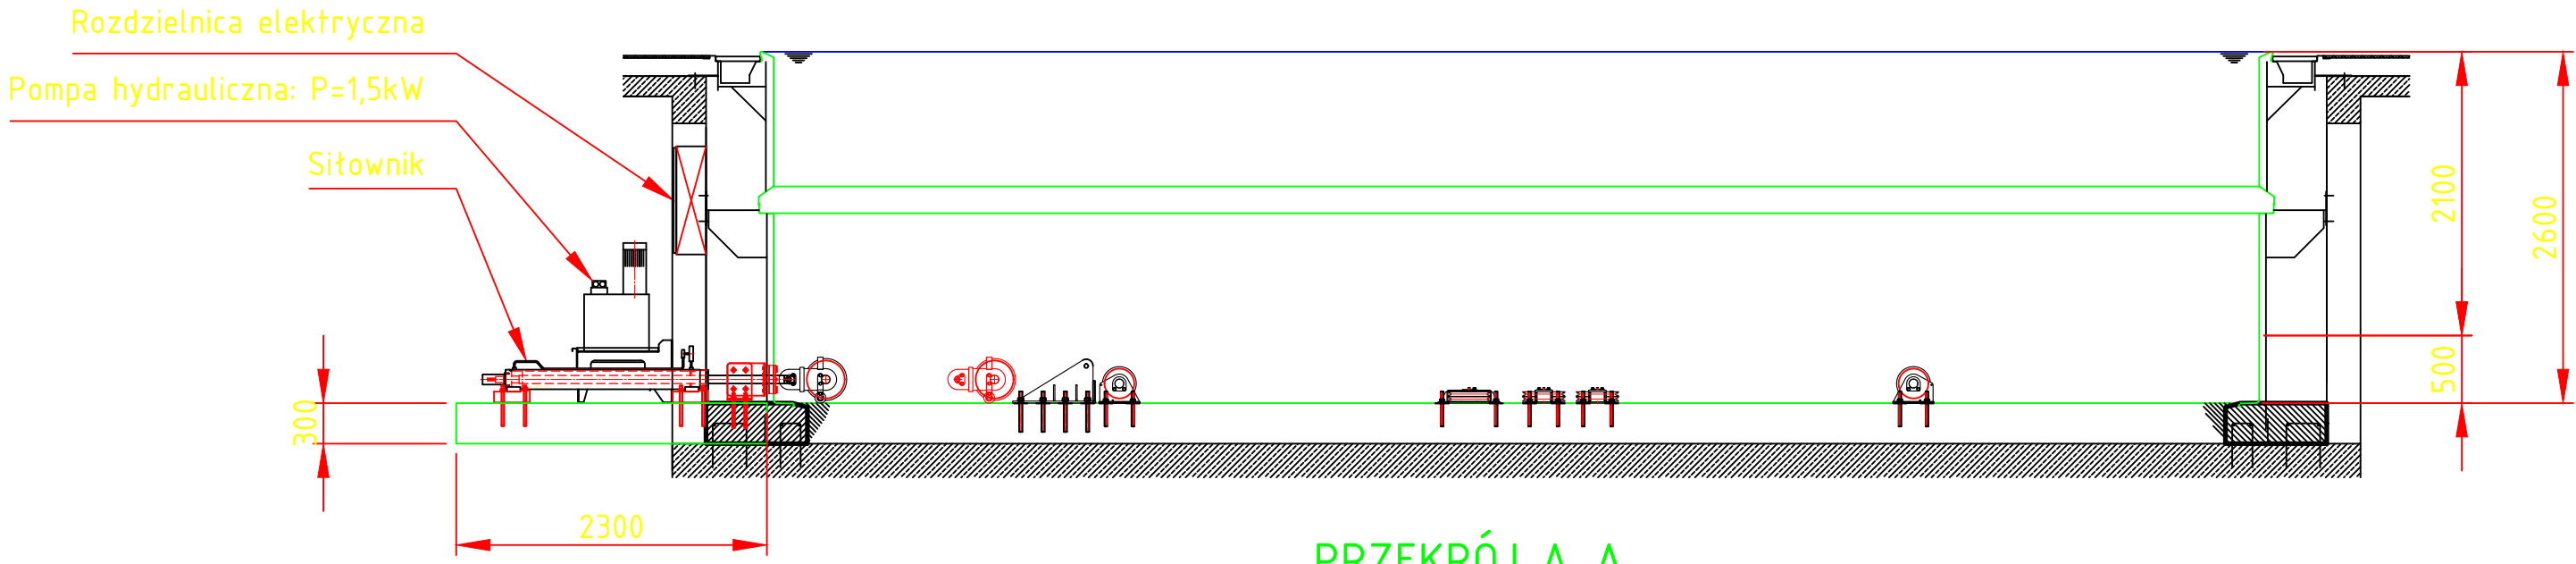 Rozdzielnica elektryczna
Pompa hydrauliczna: P=1,5kW
Siłownik
2100
2600
500
300
2300
PRZEKRÓJ A-A